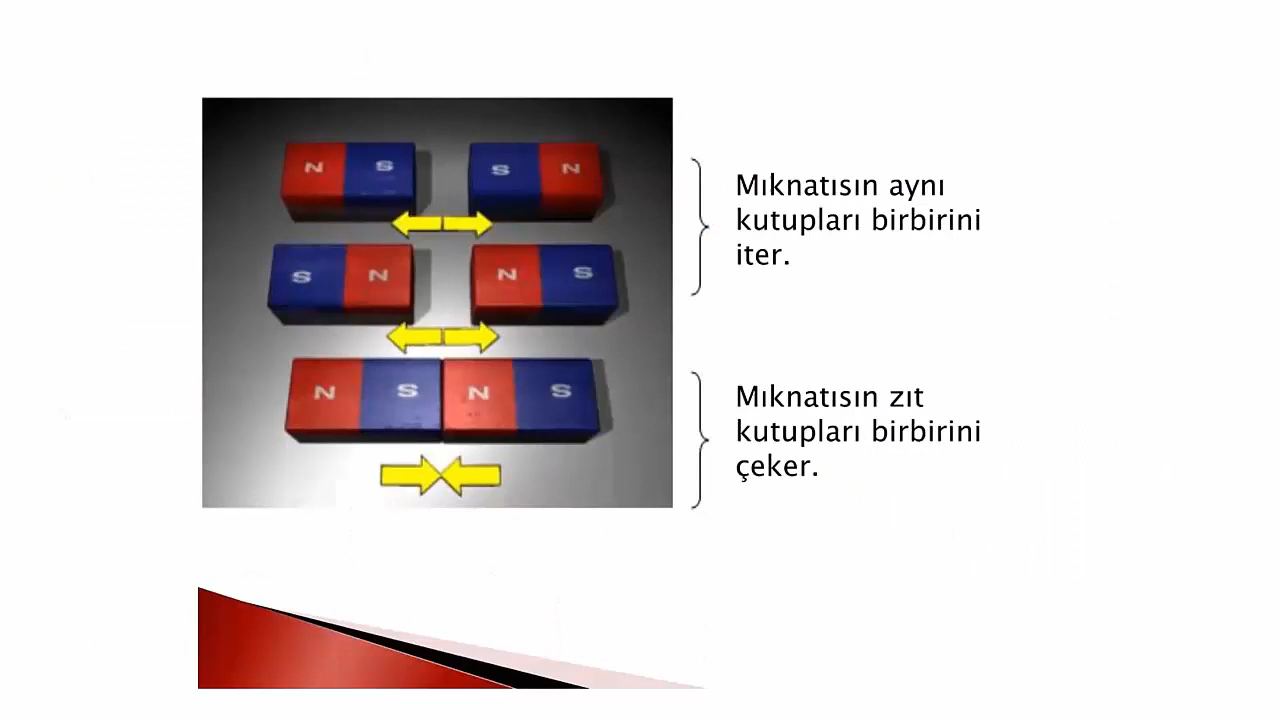 N S S N
Mıknatısın aynı
kutupları birbirini
iter.
S N N S
Mıknatısın zıt
kutupları birbirini
çeker.
N S N S